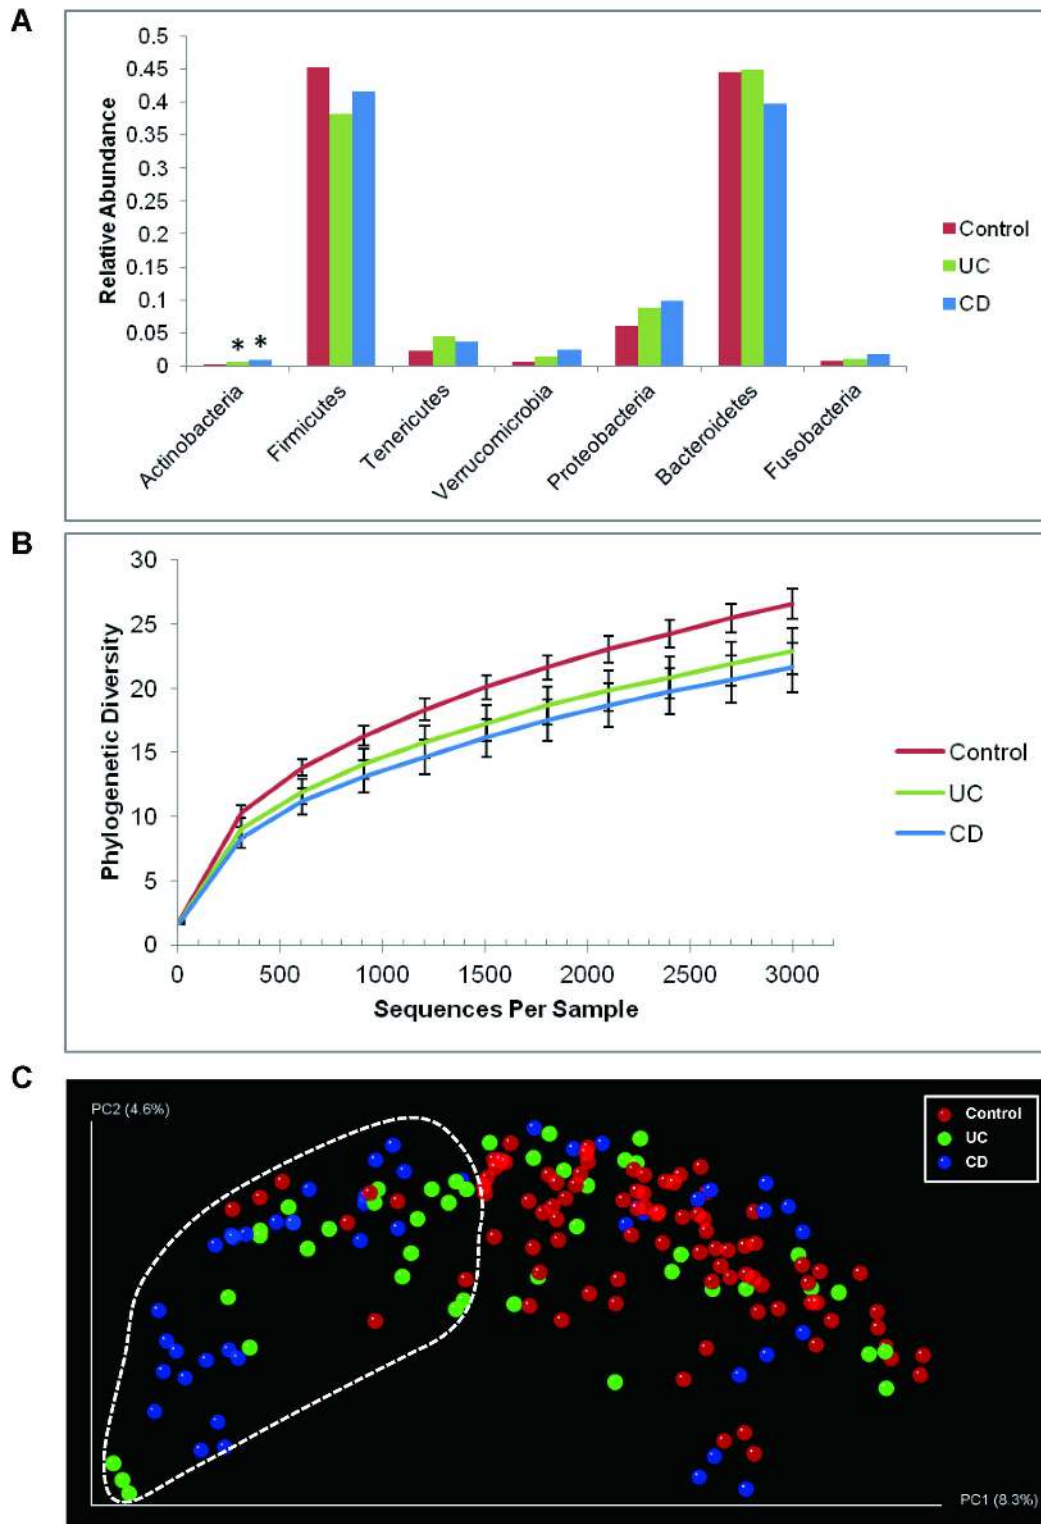 A
0.5
0.45
0.4
0.35
0.3
0.25
0.2
0.15
0.1
0.05
0
Relative Abundance
* *
Actinobacteria
Firmicutes
Tenericutes
Verrucomicrobia
Proteobacteria
Bacteroidetes
Fusobacteria
Control
UC
CD
B
30
25
20
15
10
5
0
Phylogenetic Diversity
0 500 1000 1500 2000 2500 3000
Sequences Per Sample
Control
UC
CD
C
PC2 (4.6%)
Control
UC
CD
PC1 (8.3%)